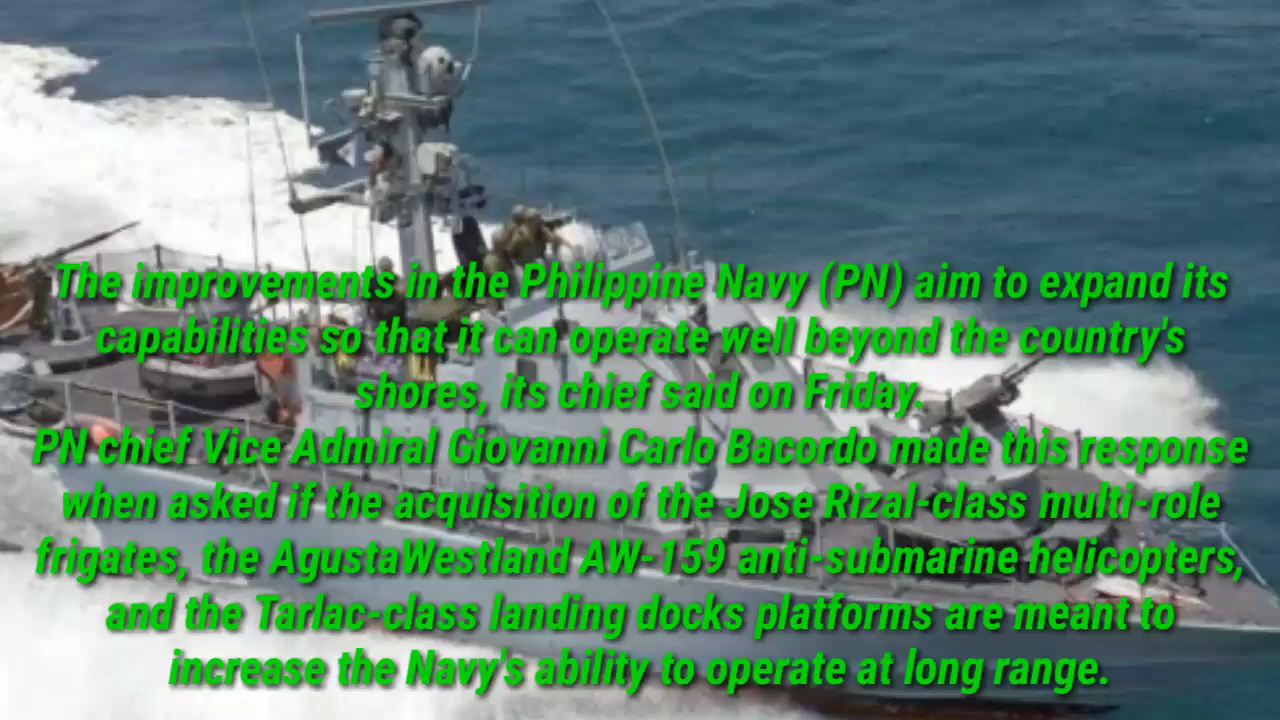 The improvements in the Philippine Navy (PN) aim to expand its
capabilities so that it can operate well beyond the country's
shores, its chief said on Friday.
PN chief Vice Admiral Giovanni Carlo Bacordo made this response
when asked if the acquisition of the Jose Rizal-class multi-role
frigates, the AgustaWestland AW-159 anti-submarine helicopters,
and the Tarlac-class landing docks platforms are meant to
increase the Navy's ability to operate at long range.